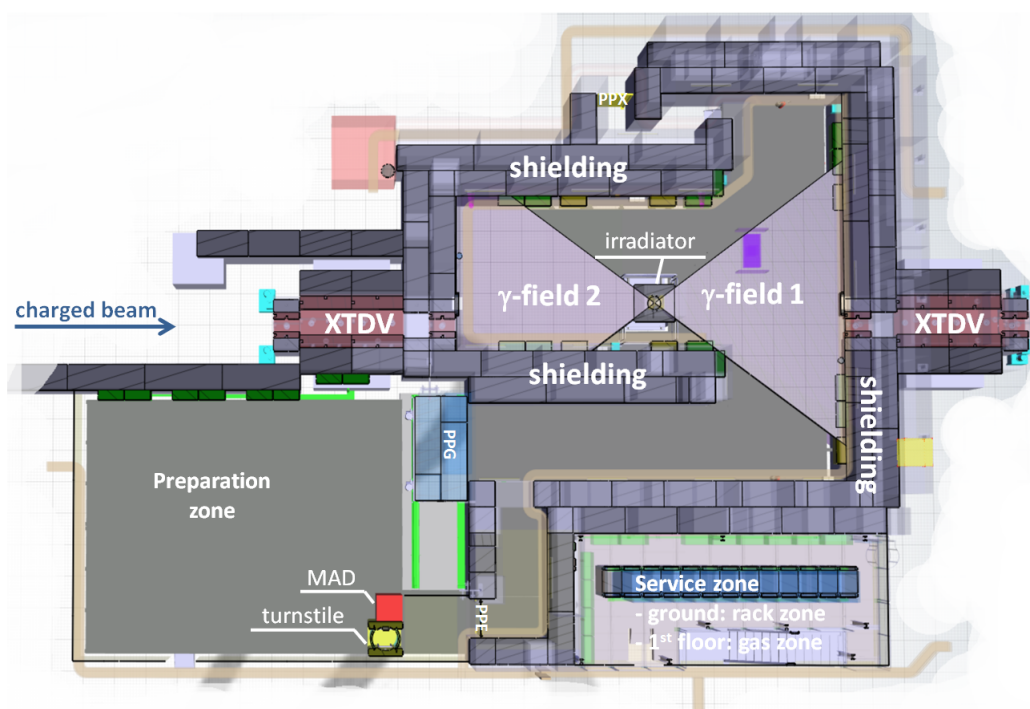 PPX
shielding
irradiator
γ-field 2
γ-field 1
charged beam
XTDV
XTDV
shielding
shielding
PPG
Preparation
zone
MAD
turnstile
PPE
Service zone
- ground: rack zone
- 1st floor: gas zone